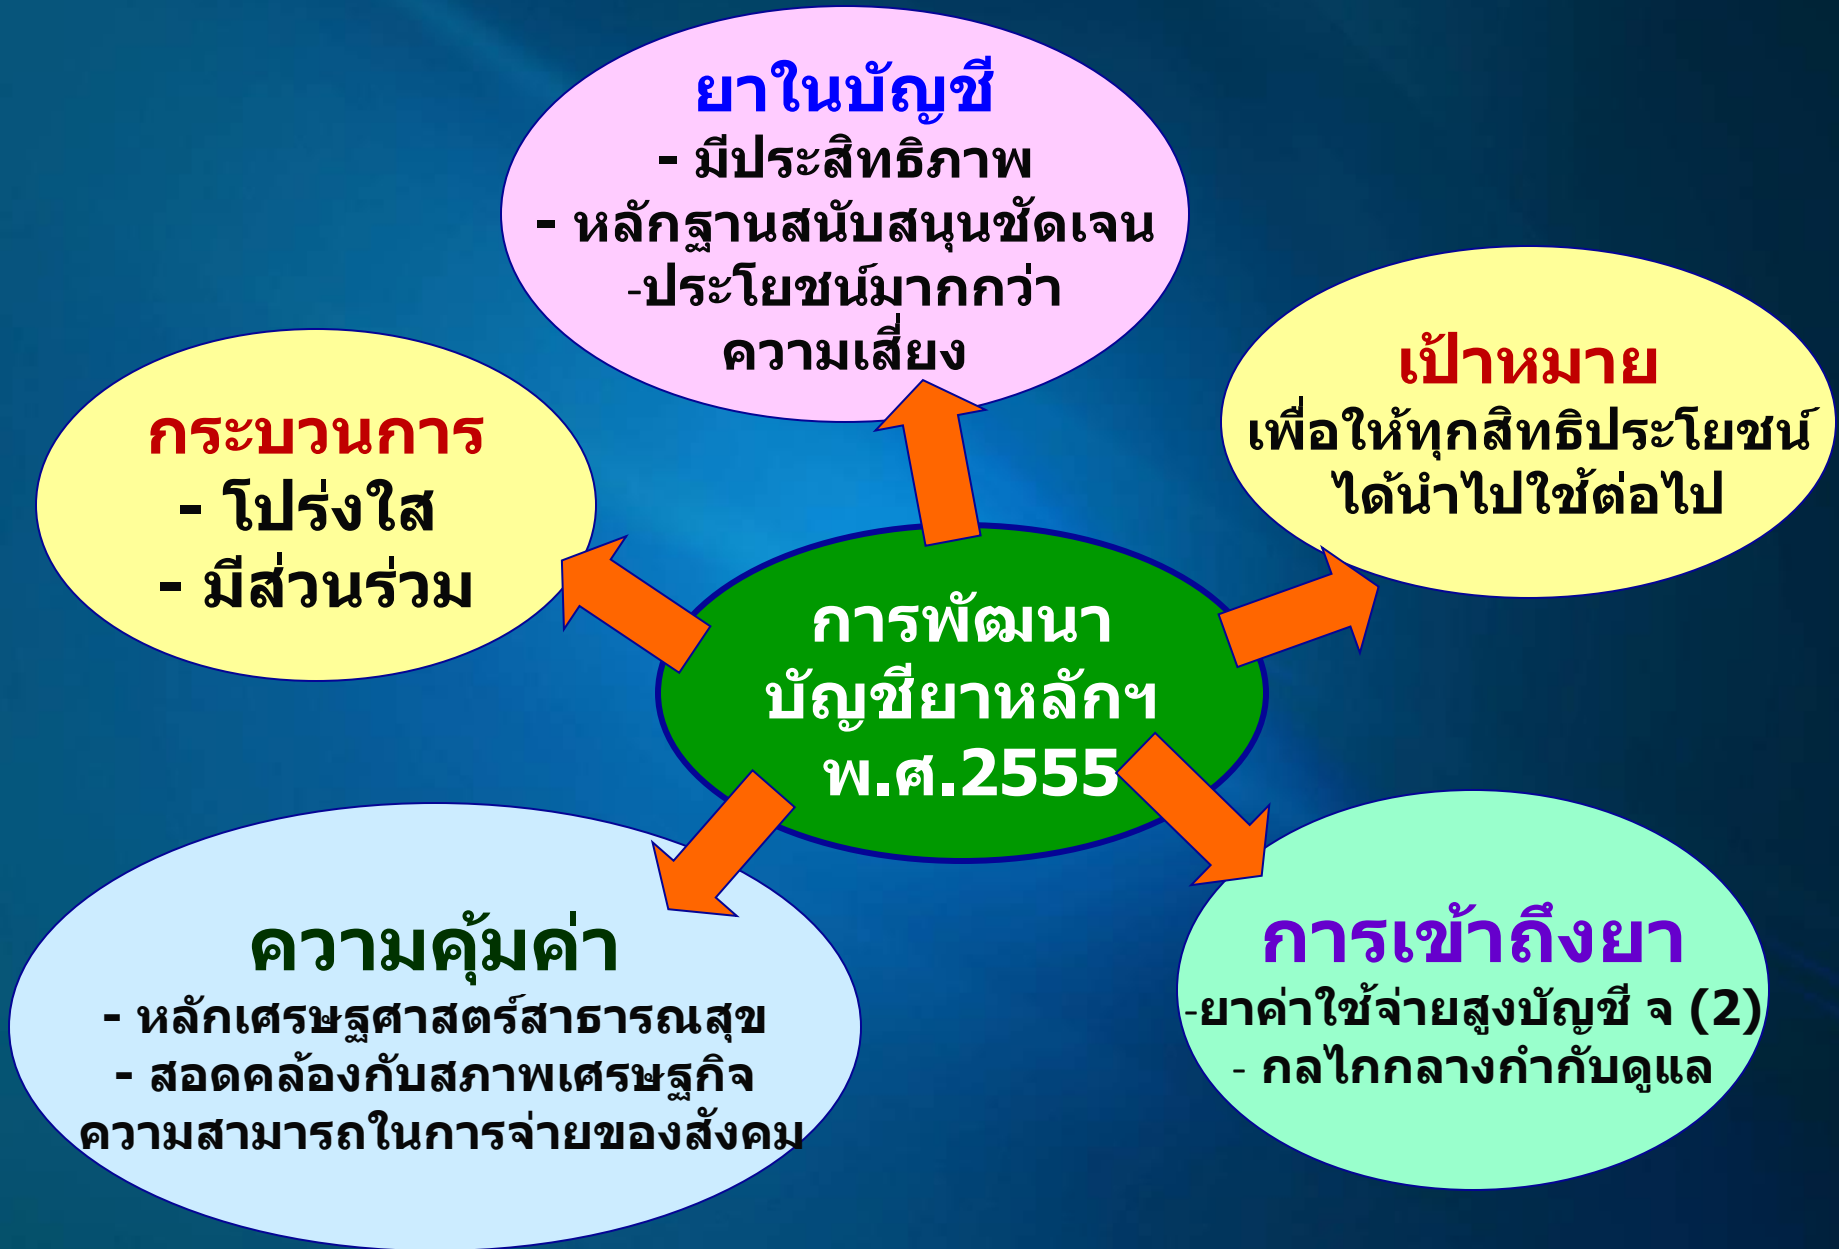 ยาในบัญชี
- มีประสิทธิภาพ
- หลักฐานสนับสนุนชัดเจน
-ประโยชน์มากกว่า
ความเสี่ยง
เป้าหมาย
เพื่อให้ทุกสิทธิประโยชน์
ได้นำไปใช้ต่อไป
กระบวนการ
- โปร่งใส
- มีส่วนร่วม
การพัฒนา
บัญชียาหลักฯ
พ.ศ.2555
ความคุ้มค่า
- หลักเศรษฐศาสตร์สาธารณสุข
- สอดคล้องกับสภาพเศรษฐกิจ
ความสามารถในการจ่ายของสังคม
การเข้าถึงยา
-ยาค่าใช้จ่ายสูงบัญชี จ (2)
- กลไกกลางกำกับดูแล